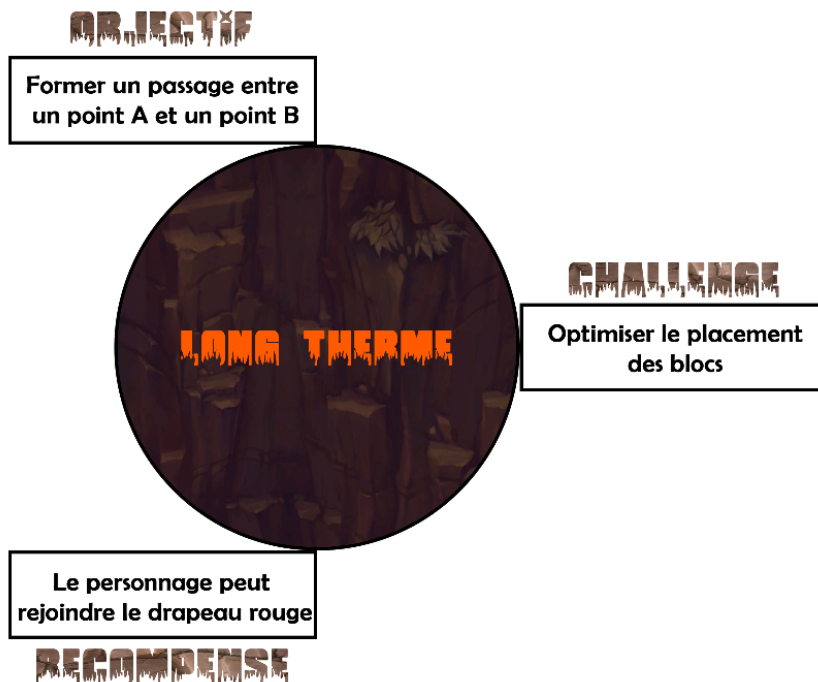 OBJECTIF
Former un passage entre
un point A et un point B
CHALLENGE
LONG THERME
Optimiser le placement
des blocs
Le personnage peut
rejoindre le drapeau rouge
RECOMPENSE